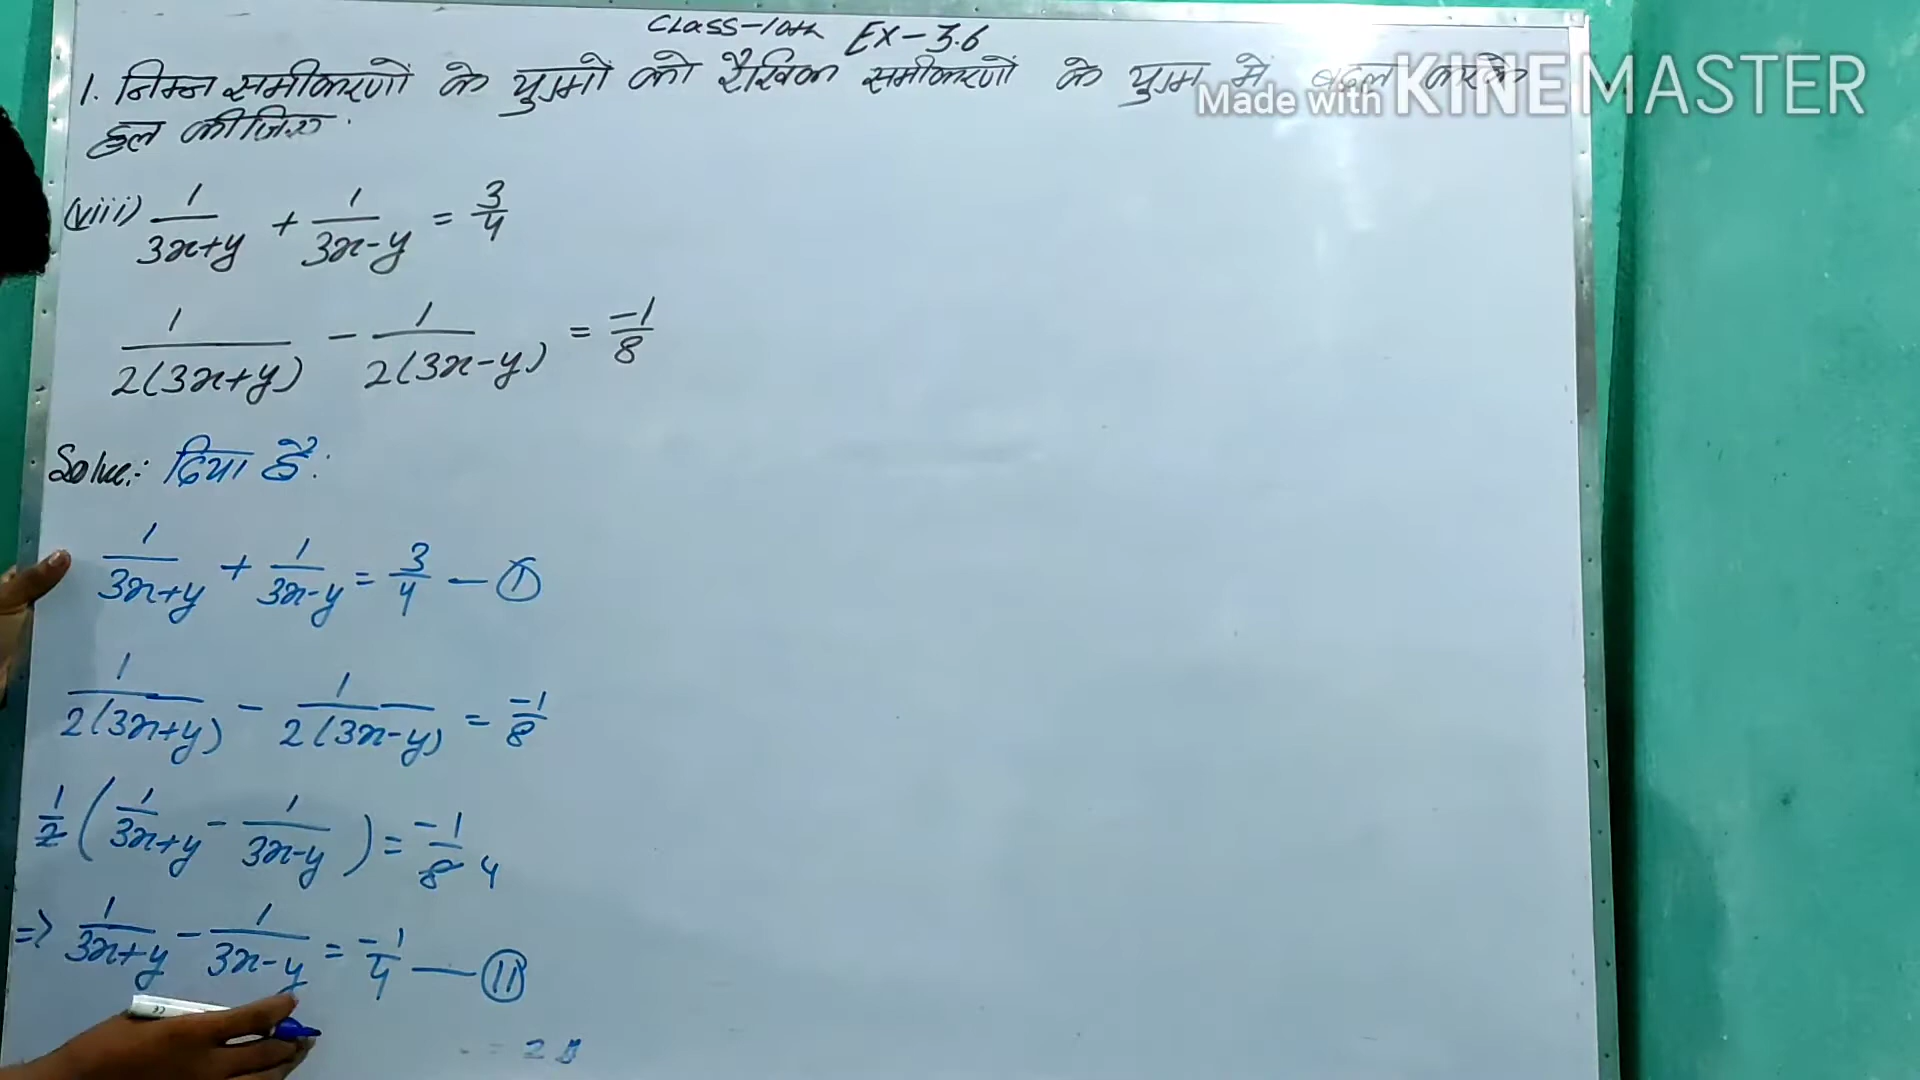 Class-10th Ex-3.6
1. निम्न समीकरणों के युग्मों को रैखिक समीकरणों के युग्म में बदल करके
हल कीजिए.
(viii) 1/(3x+y) + 1/(3x-y) = 3/4
1/(2(3x+y)) - 1/(2(3x-y)) = -1/8
Solve:- दिया है:
1/(3x+y) + 1/(3x-y) = 3/4 — (I)
1/(2(3x+y)) - 1/(2(3x-y)) = -1/8
1/2 ( 1/(3x+y) - 1/(3x-y) ) = -1/8 4
=> 1/(3x+y) - 1/(3x-y) = -1/4 — (II)
Made with KINEMASTER